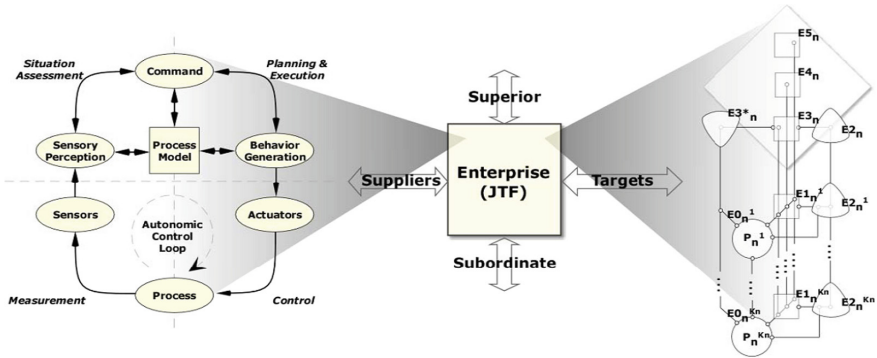 Situation
Assessment
Command
Planning &
Execution
Sensory
Perception
Process
Model
Behavior
Generation
Sensors
Autonomic
Control
Loop
Actuators
Measurement
Process
Control
Superior
Suppliers
Enterprise
(JTF)
Targets
Subordinate
E5n
E4n
E3*n
E3n
E2n
E1n1
E2n1
E0n1
Pn1
E1nKn
E2nKn
E0nKn
PnKn